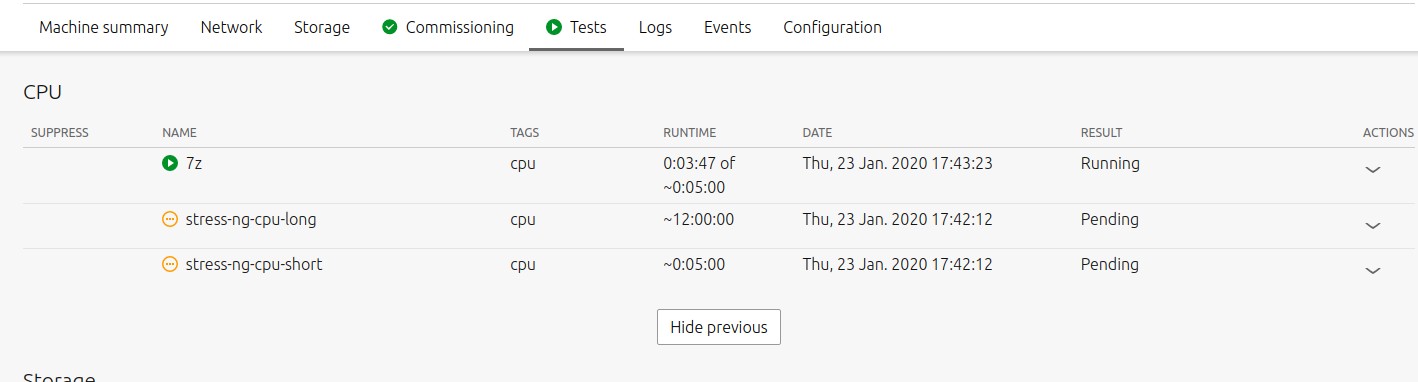 Machine summary Network Storage Commissioning Tests Logs Events Configuration
CPU
SUPPRESS NAME TAGS RUNTIME DATE RESULT ACTIONS
7z cpu 0:03:47 of Thu, 23 Jan. 2020 17:43:23 Running
~0:05:00
stress-ng-cpu-long cpu ~12:00:00 Thu, 23 Jan. 2020 17:42:12 Pending
stress-ng-cpu-short cpu ~0:05:00 Thu, 23 Jan. 2020 17:42:12 Pending
Hide previous
Storage